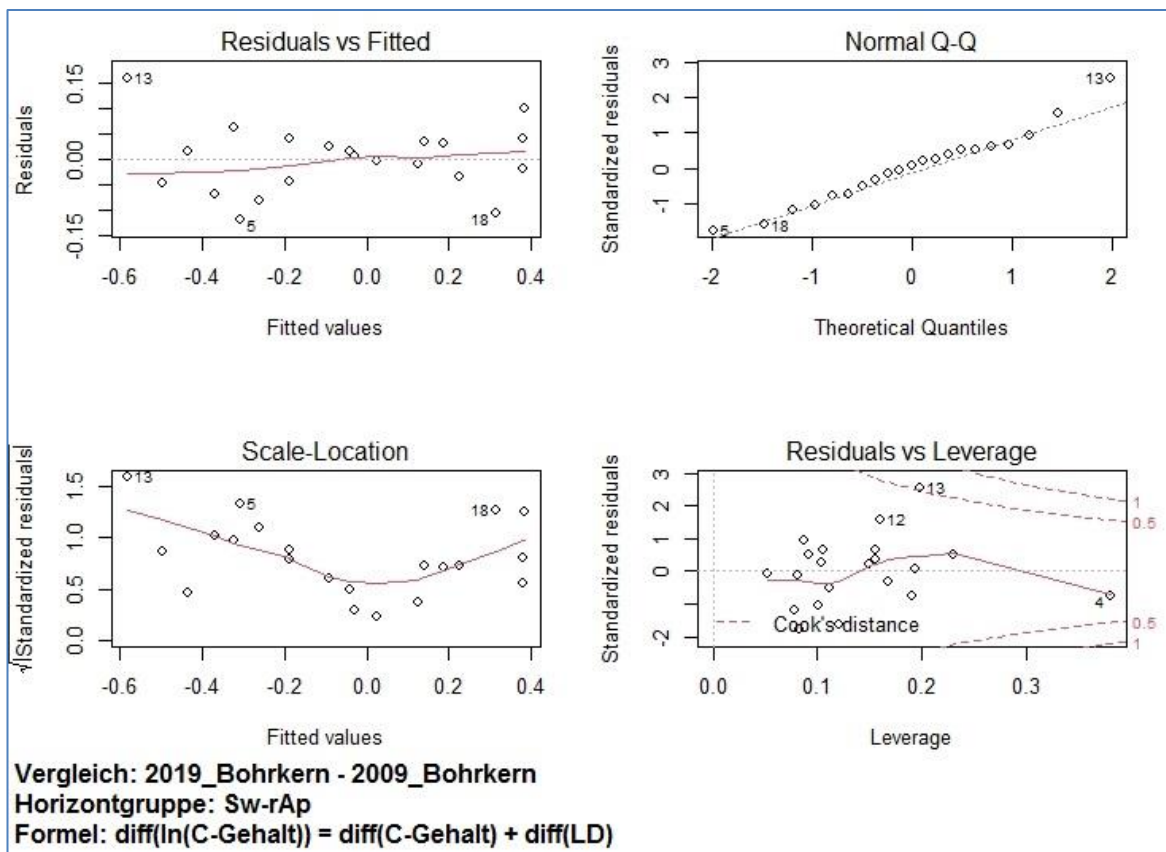 Residuals vs Fitted
Residuals
0.15
0.00
-0.15
13
5
18
-0.6 -0.4 -0.2 0.0 0.2 0.4
Fitted values
Normal Q-Q
Standardized residuals
3
2
1
0
-1
13
5
18
-2 -1 0 1 2
Theoretical Quantiles
Scale-Location
√|Standardized residuals|
1.5
1.0
0.5
0.0
13
5
18
-0.6 -0.4 -0.2 0.0 0.2 0.4
Fitted values
Residuals vs Leverage
Standardized residuals
3
2
1
0
-2
13
12
4
1
0.5
0.5
1
Cook's distance
0.0 0.1 0.2 0.3
Leverage
Vergleich: 2019_Bohrkern - 2009_Bohrkern
Horizontgruppe: Sw-rAp
Formel: diff(ln(C-Gehalt)) = diff(C-Gehalt) + diff(LD)